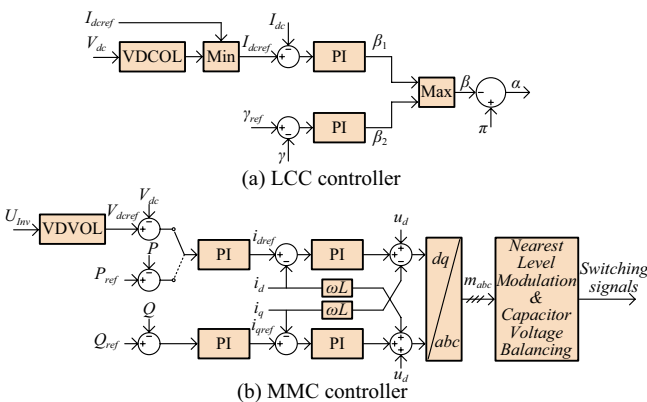 I_dcref
I_dc
V_dc
VDCOL
Min
I_dcref
+
−
PI
β_1
Max
β
−
+
α
π
γ_ref
+
−
γ
PI
β_2
(a) LCC controller
U_Inv
VDVOL
V_dcref
V_dc
+
−
P
P_ref
+
−
PI
i_dref
+
−
PI
u_d
+
+
−
i_d
ωL
i_q
ωL
Q
Q_ref
+
−
PI
i_qref
+
−
PI
+
+
+
u_d
dq
abc
m_abc
Nearest
Level
Modulation
&
Capacitor
Voltage
Balancing
Switching
signals
(b) MMC controller